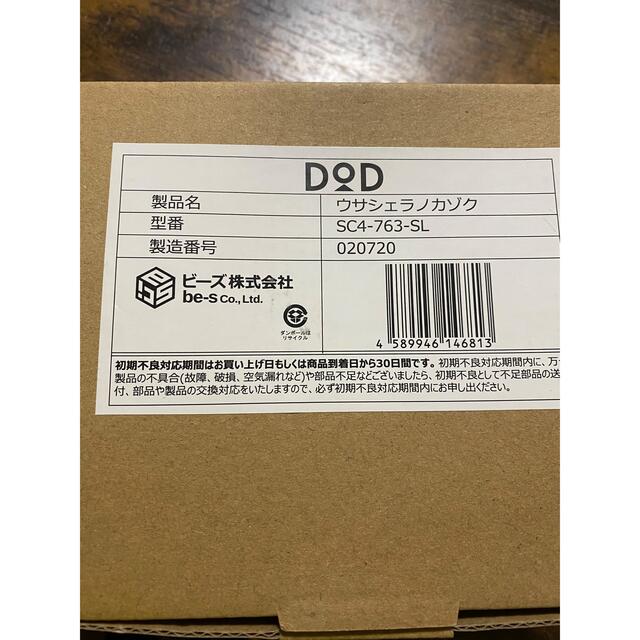 DOD
製品名 ウサシェラノカゾク
型番 SC4-763-SL
製造番号 020720
ビーズ株式会社
be-s Co., Ltd.
ダンボールは
リサイクル
4 589946 146813
初期不良対応期間はお買い上げ日もしくは商品到着日から30日間です。初期不良対応期間内に、万
製品の不具合(故障、破損、空気漏れなど)や部品不足などございましたら、初期不良として不足部品の送
付、部品や製品の交換対応をいたしますので、必ず初期不良対応期間内にお申し出ください。